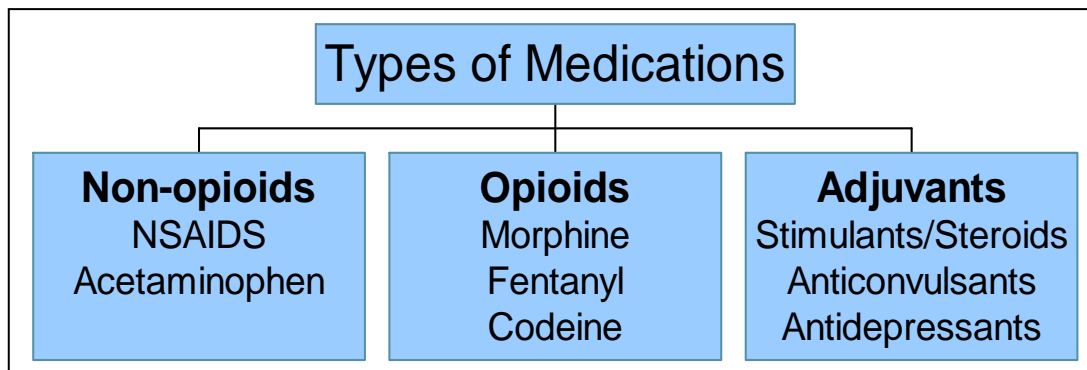 Types of Medications
Non-opioids
NSAIDS
Acetaminophen
Opioids
Morphine
Fentanyl
Codeine
Adjuvants
Stimulants/Steroids
Anticonvulsants
Antidepressants